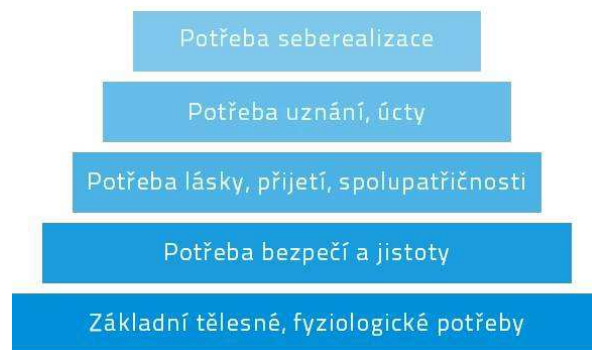 Potřeba seberealizace
Potřeba uznání, úcty
Potřeba lásky, přijetí, spolupatřičnosti
Potřeba bezpečí a jistoty
Základní tělesné, fyziologické potřeby